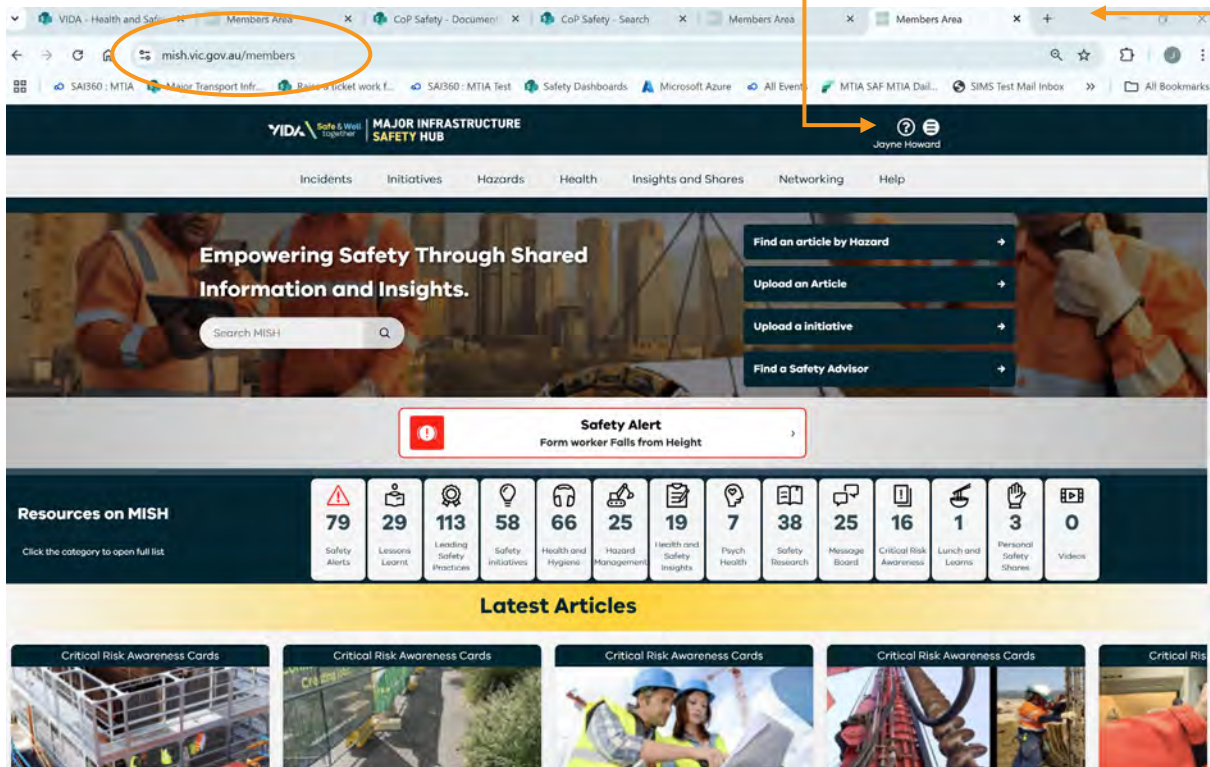 VIDA - Health and Safe
Members Area
CoP Safety - Document
CoP Safety - Search
Members Area
Members Area
mish.vic.gov.au/members
SAI360 : MTIA
Major Transport Infr...
Raise a ticket work f...
SAI360 : MTIA Test
Safety Dashboards
Microsoft Azure
All Events
MTIA SAF MTIA Dail...
SIMS Test Mail Inbox
All Bookmarks
VIDA Safe & Well together
MAJOR INFRASTRUCTURE
SAFETY HUB
Jayne Howard
Incidents Initiatives Hazards Health Insights and Shares Networking Help
Empowering Safety Through Shared
Information and Insights.
Search MISH
Find an article by Hazard
Upload an Article
Upload a initiative
Find a Safety Advisor
Safety Alert
Form worker Falls from Height
Resources on MISH
Click the category to open full list
79 Safety Alerts
29 Lessons Learnt
113 Leading Safety Practices
58 Safety initiatives
66 Health and Hygiene
25 Hazard Management
19 Health and Safety Insights
7 Psych Health
38 Safety Research
25 Message Board
16 Critical Risk Awareness
1 Lunch and Learns
3 Personal Safety Shares
0 Videos
Latest Articles
Critical Risk Awareness Cards
Critical Risk Awareness Cards
Critical Risk Awareness Cards
Critical Risk Awareness Cards
Critical Ris